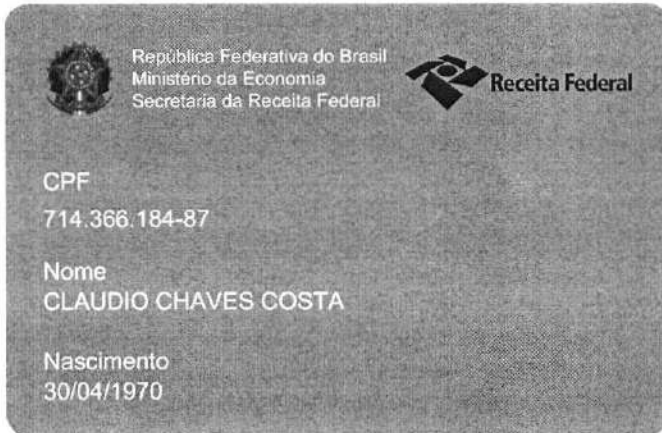 República Federativa do Brasil
Ministério da Economia
Secretaria da Receita Federal
Receita Federal
CPF
714.366.184-87
Nome
CLAUDIO CHAVES COSTA
Nascimento
30/04/1970